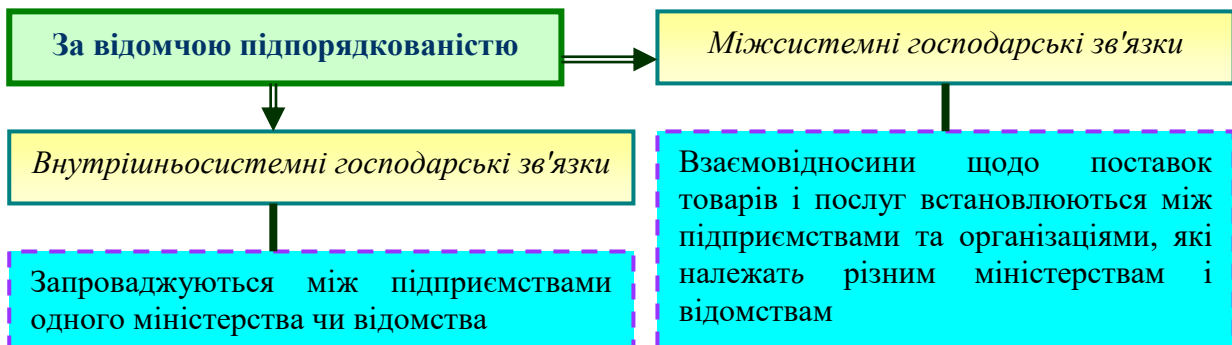 За відомчою підпорядкованістю
Міжсистемні господарські зв'язки
Внутрішньосистемні господарські зв'язки
Взаємовідносини щодо поставок
товарів і послуг встановлюються між
підприємствами та організаціями, які
належать різним міністерствам і
відомствам
Запроваджуються між підприємствами
одного міністерства чи відомства